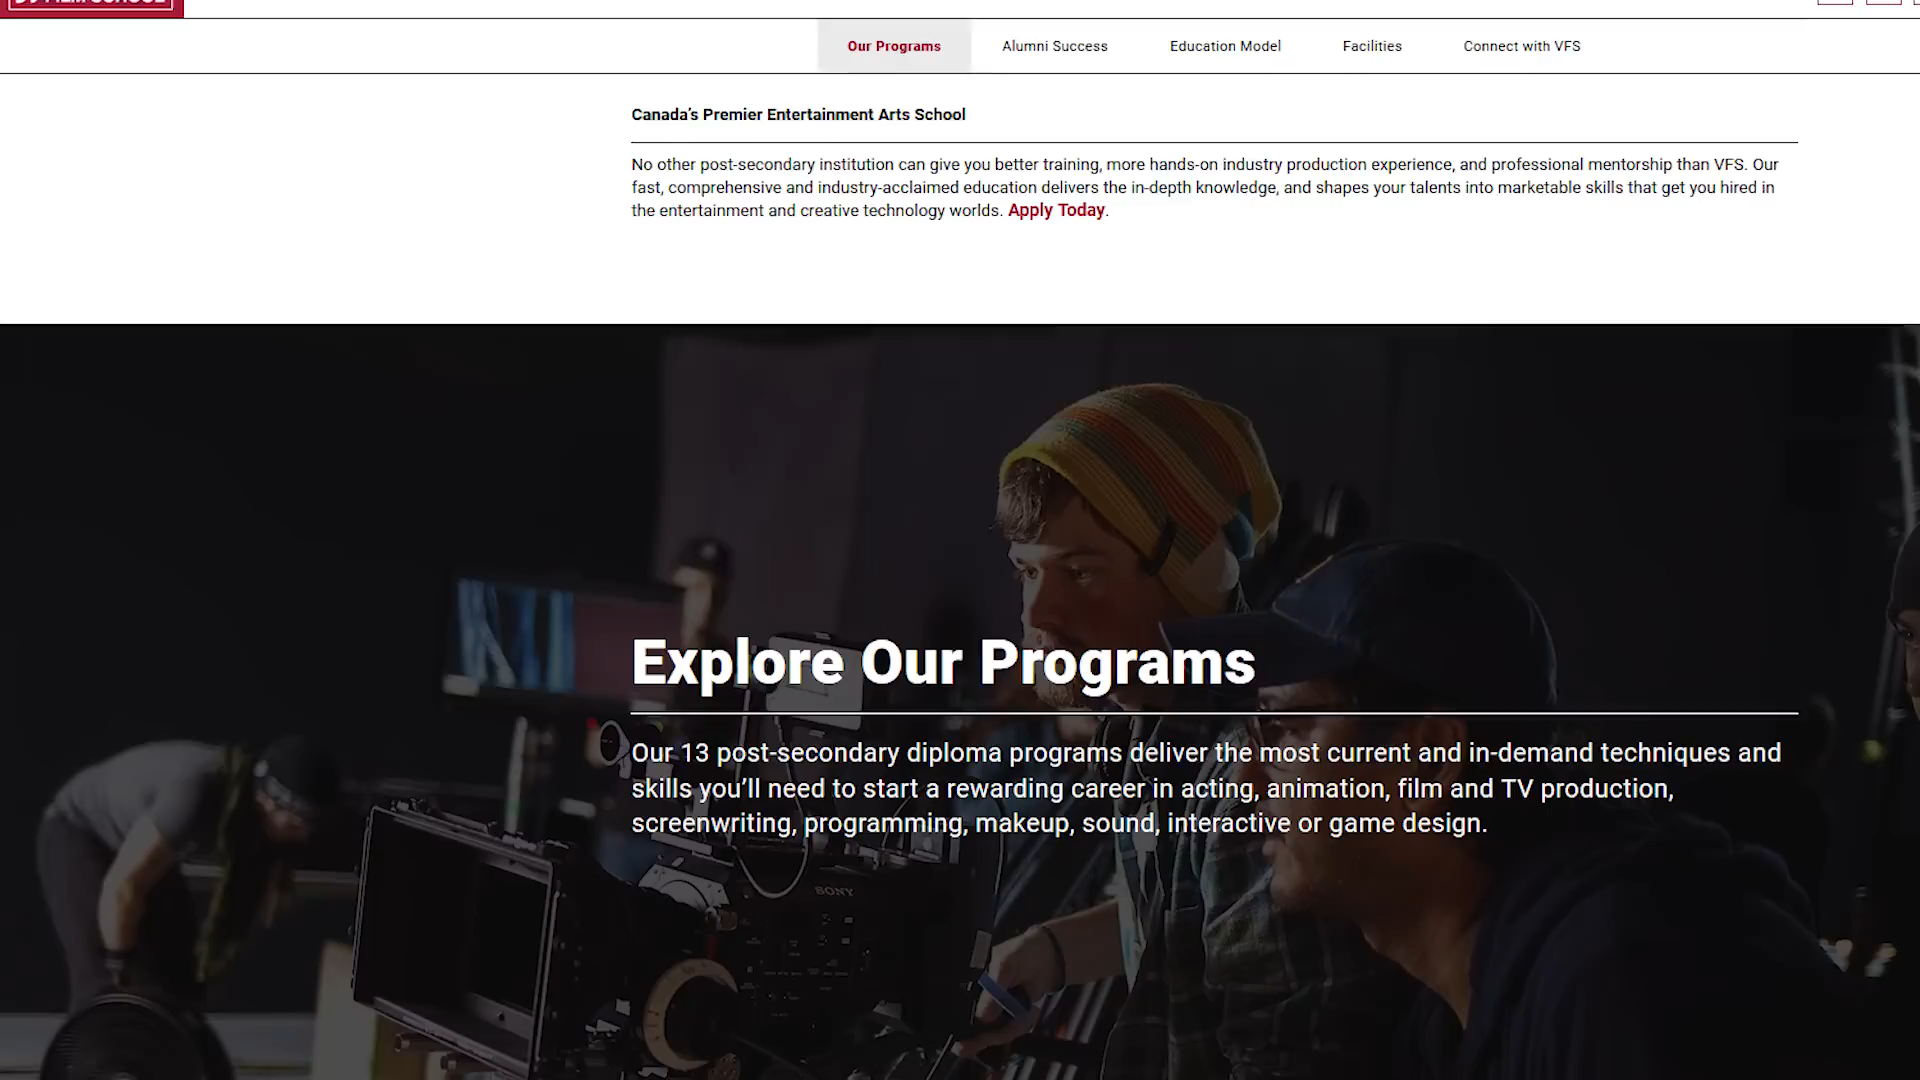 FILM SCHOOL
Our Programs
Alumni Success
Education Model
Facilities
Connect with VFS
Canada’s Premier Entertainment Arts School
No other post-secondary institution can give you better training, more hands-on industry production experience, and professional mentorship than VFS. Our
fast, comprehensive and industry-acclaimed education delivers the in-depth knowledge, and shapes your talents into marketable skills that get you hired in
the entertainment and creative technology worlds. Apply Today.
Explore Our Programs
Our 13 post-secondary diploma programs deliver the most current and in-demand techniques and
skills you’ll need to start a rewarding career in acting, animation, film and TV production,
screenwriting, programming, makeup, sound, interactive or game design.
SONY